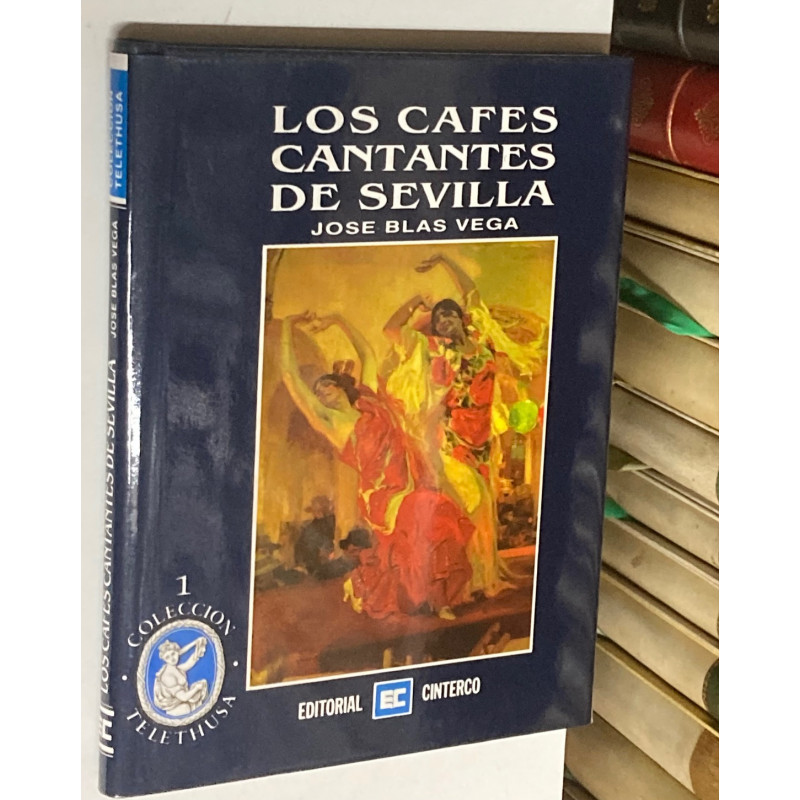 LOS CAFES
CANTANTES
DE SEVILLA
JOSE BLAS VEGA
1
COLECCION
TELETHUSA
EDITORIAL EC CINTERCO
COLECCION
TELETHUSA
JOSE BLAS VEGA
LOS CAFES CANTANTES DE SEVILLA